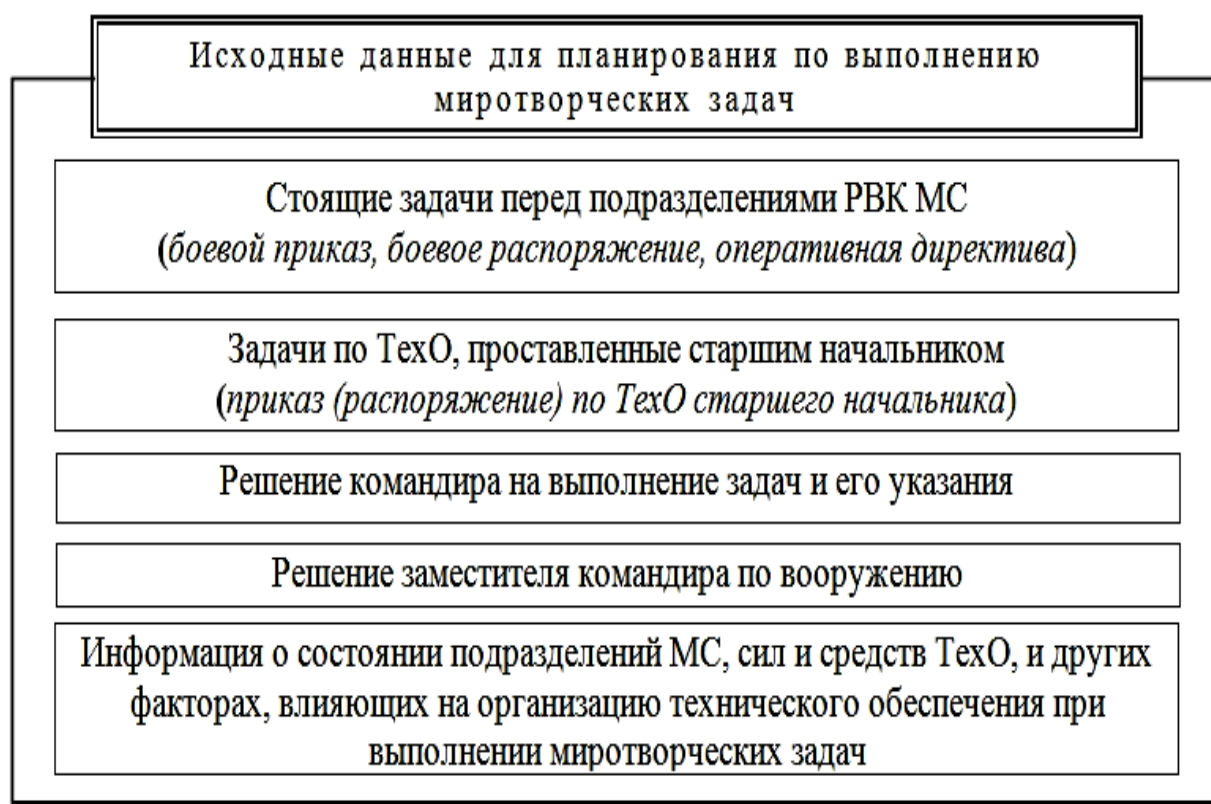 Исходные данные для планирования по выполнению
миротворческих задач
Стоящие задачи перед подразделениями РВК МС
(боевой приказ, боевое распоряжение, оперативная директива)
Задачи по ТехО, проставленные старшим начальником
(приказ (распоряжение) по ТехО старшего начальника)
Решение командира на выполнение задач и его указания
Решение заместителя командира по вооружению
Информация о состоянии подразделений МС, сил и средств ТехО, и других
факторах, влияющих на организацию технического обеспечения при
выполнении миротворческих задач